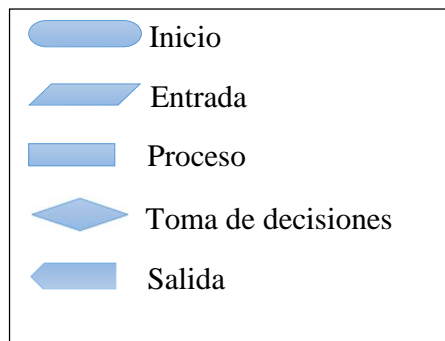 Inicio
Entrada
Proceso
Toma de decisiones
Salida